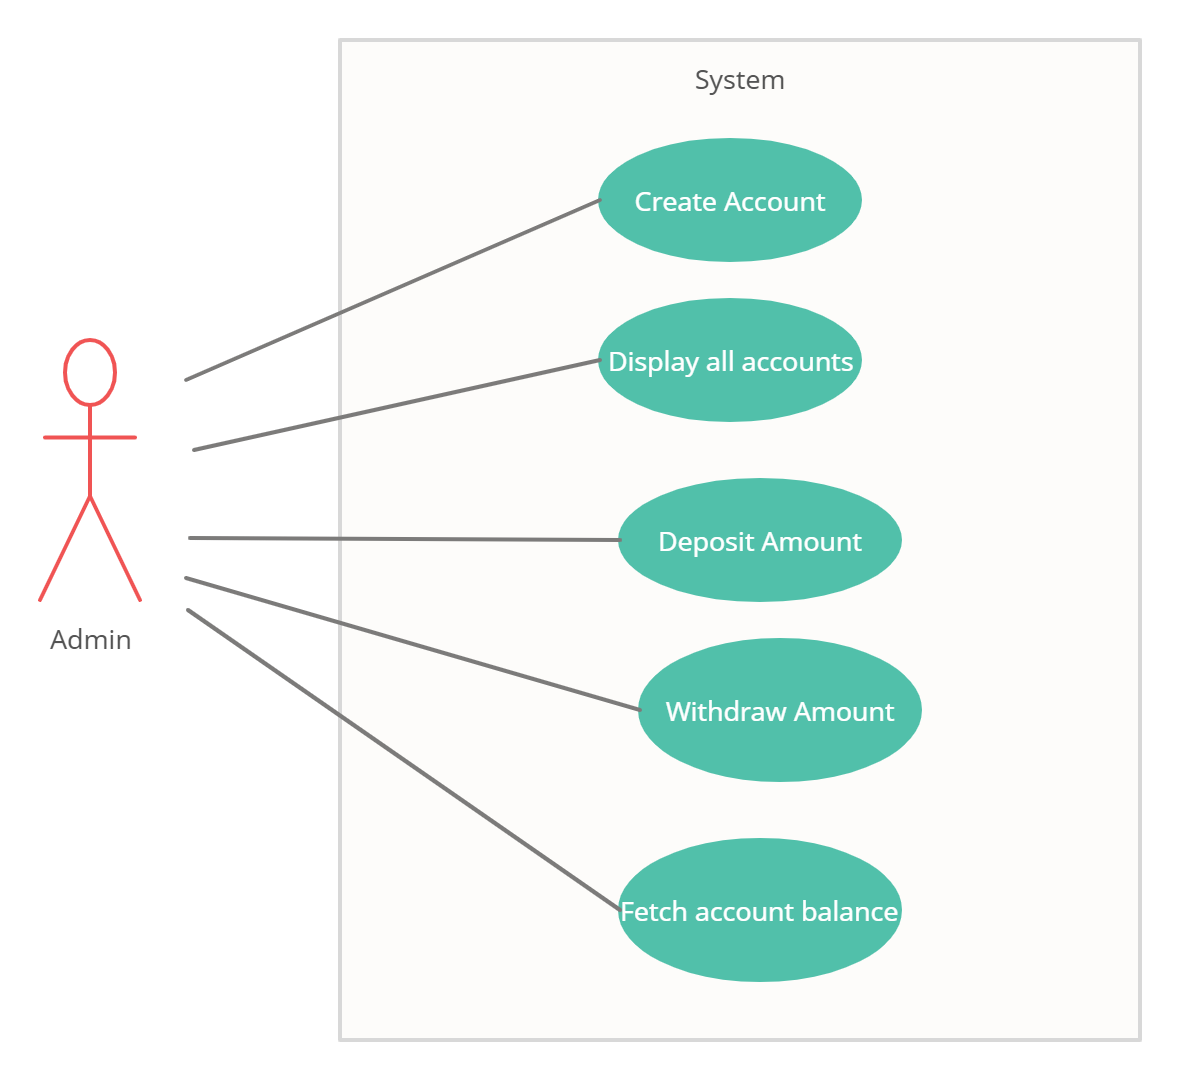 System
Create Account
Display all accounts
Deposit Amount
Withdraw Amount
Admin
Fetch account balance